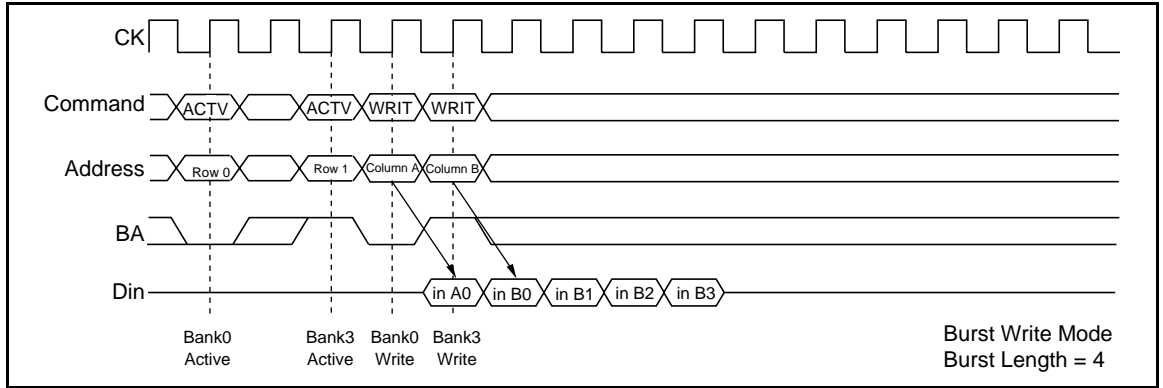 CK
Command ACTV ACTV WRIT WRIT
Address Row 0 Row 1 Column A Column B
BA
Din in A0 in B0 in B1 in B2 in B3
Bank0 Bank3 Bank0 Bank3
Active Active Write Write
Burst Write Mode
Burst Length = 4